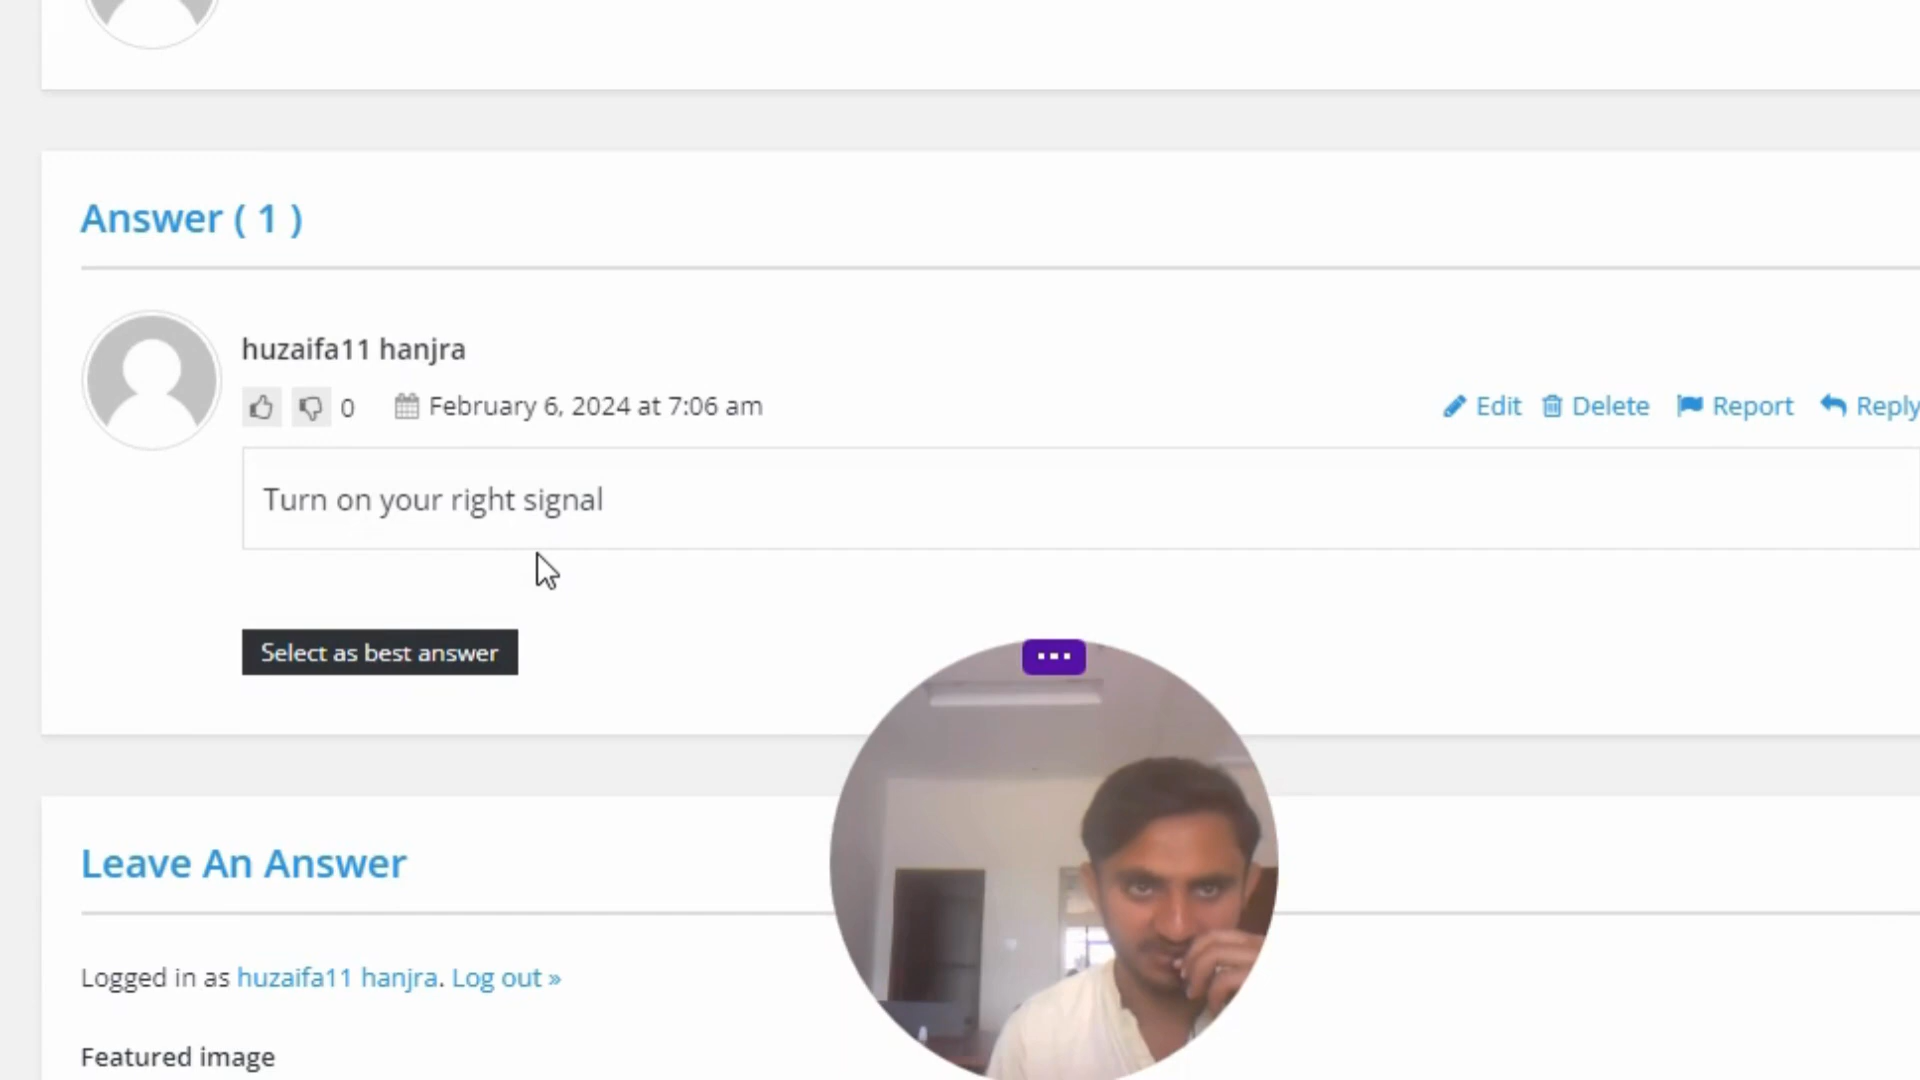 Answer ( 1 )
huzaifa11 hanjra
0 February 6, 2024 at 7:06 am Edit Delete Report Reply
Turn on your right signal
Select as best answer
Leave An Answer
Logged in as huzaifa11 hanjra. Log out »
Featured image